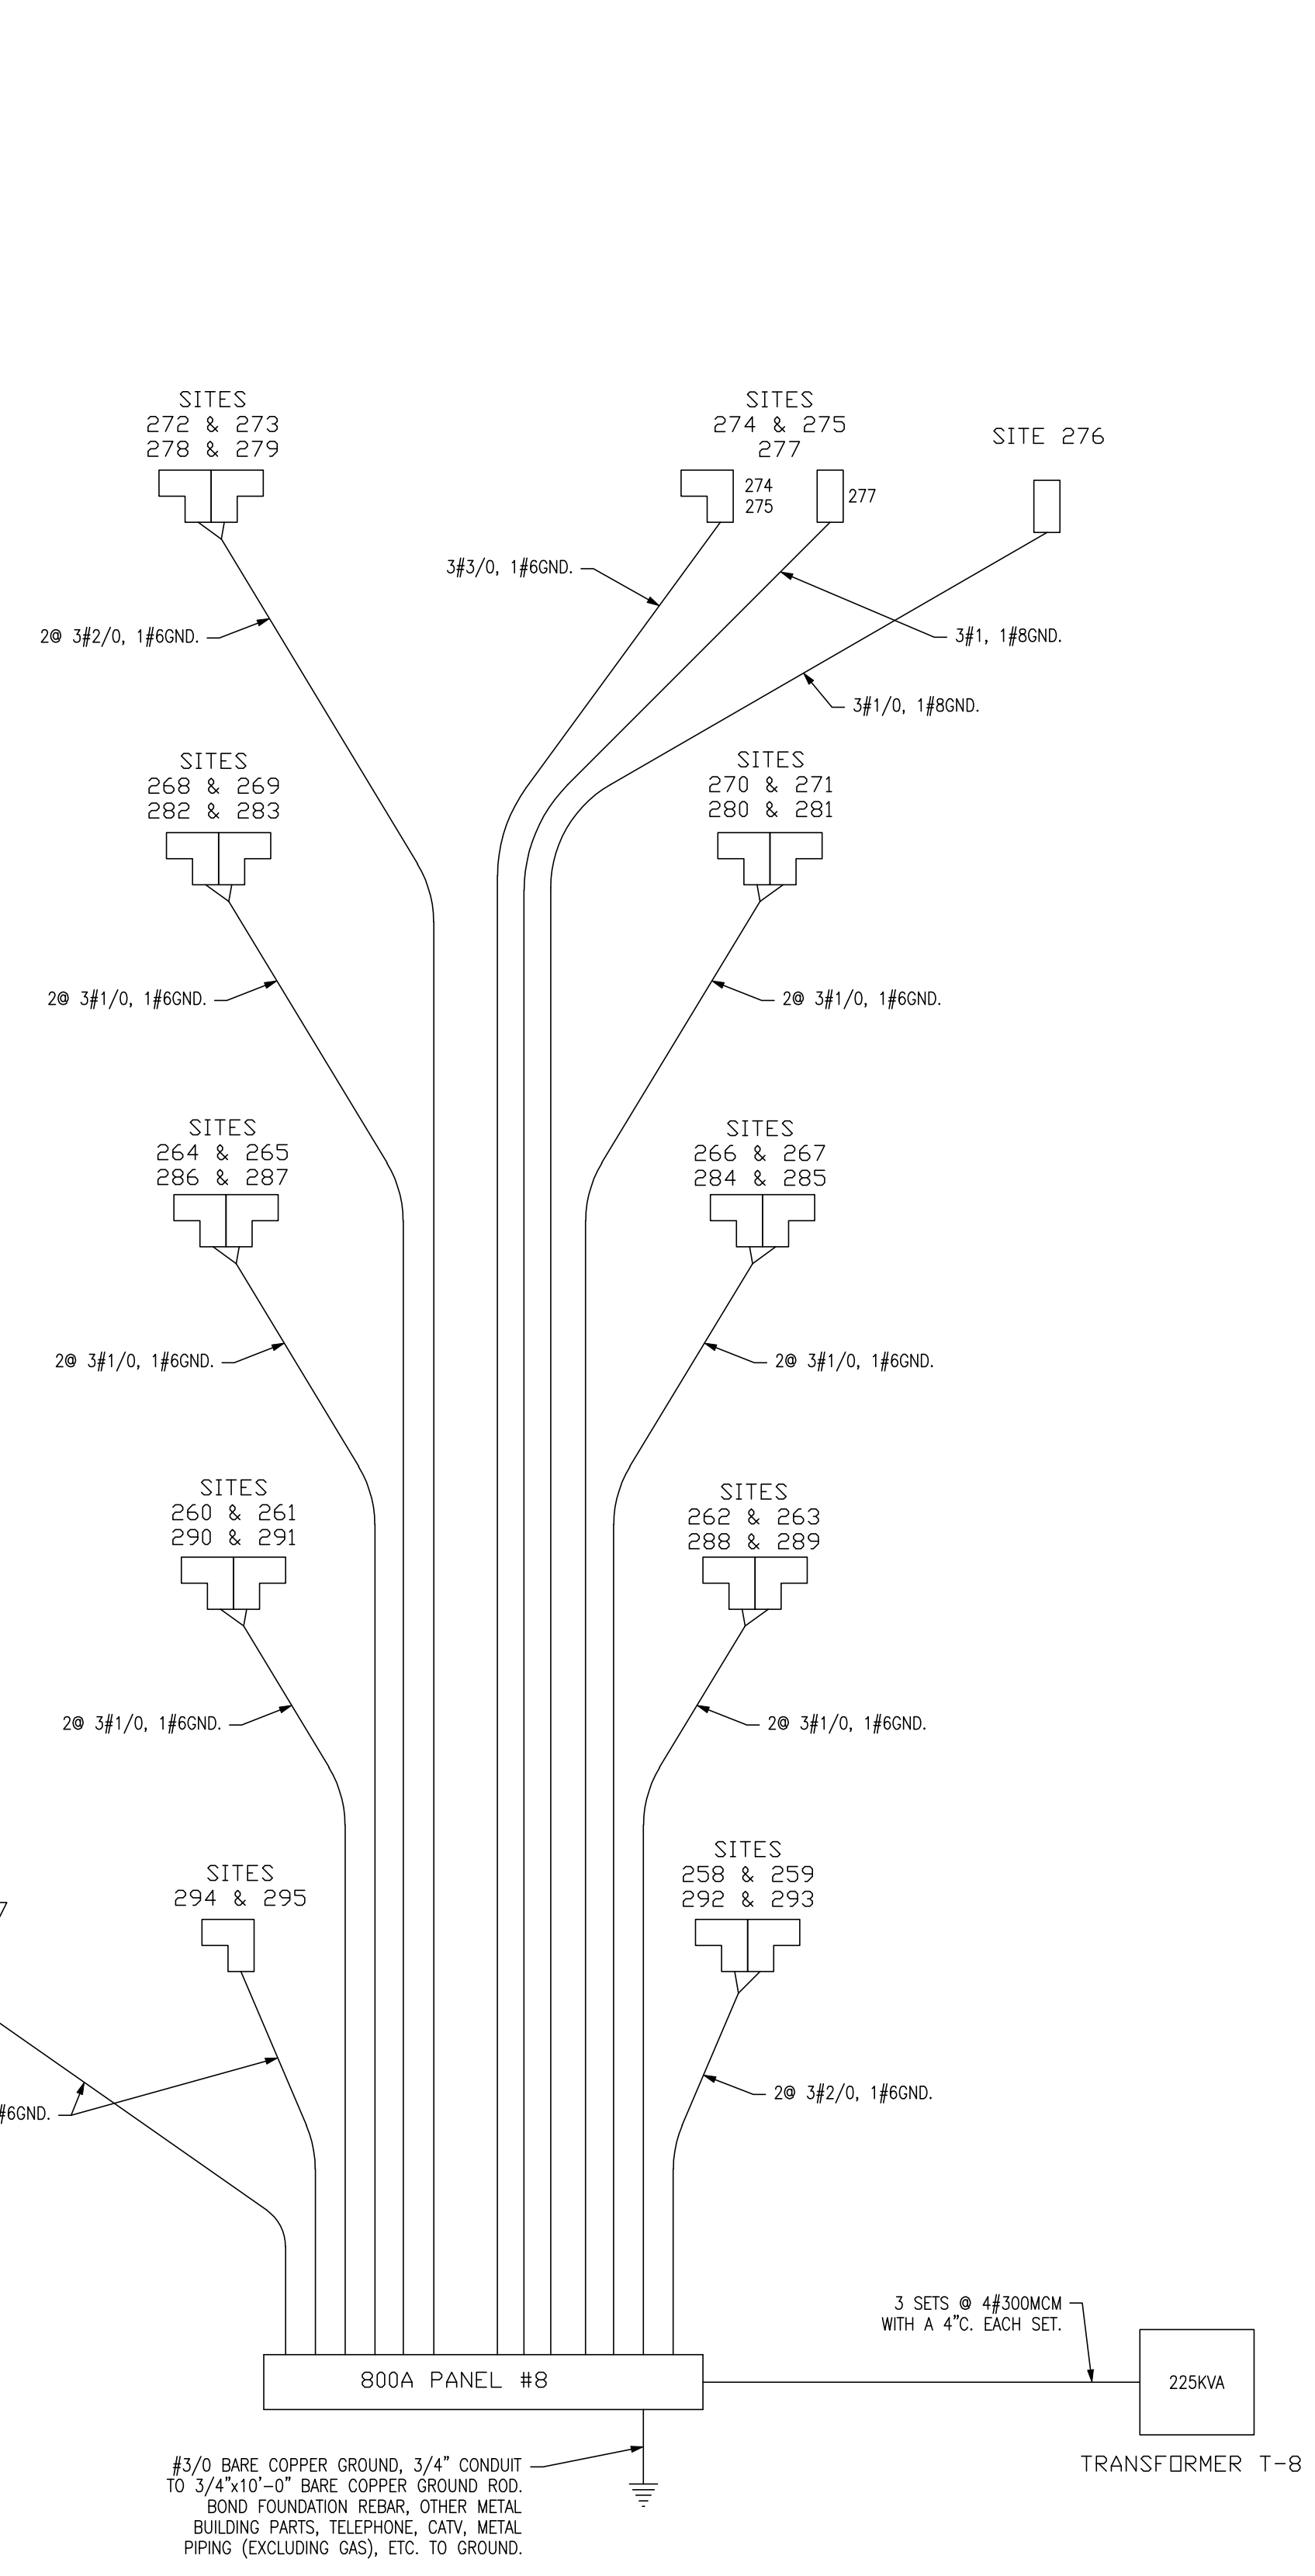 SITES
272 & 273
278 & 279
SITES
274 & 275
277
SITE 276
274
275
277
3#3/0, 1#6GND.
2@ 3#2/0, 1#6GND.
3#1, 1#8GND.
3#1/0, 1#8GND.
SITES
268 & 269
282 & 283
SITES
270 & 271
280 & 281
2@ 3#1/0, 1#6GND.
2@ 3#1/0, 1#6GND.
SITES
264 & 265
286 & 287
SITES
266 & 267
284 & 285
2@ 3#1/0, 1#6GND.
2@ 3#1/0, 1#6GND.
SITES
260 & 261
290 & 291
SITES
262 & 263
288 & 289
2@ 3#1/0, 1#6GND.
2@ 3#1/0, 1#6GND.
SITES
294 & 295
SITES
258 & 259
292 & 293
7
#6GND.
2@ 3#2/0, 1#6GND.
3 SETS @ 4#300MCM
WITH A 4"C. EACH SET.
800A PANEL #8
225KVA
TRANSFORMER T-8
#3/0 BARE COPPER GROUND, 3/4" CONDUIT
TO 3/4"x10'-0" BARE COPPER GROUND ROD.
BOND FOUNDATION REBAR, OTHER METAL
BUILDING PARTS, TELEPHONE, CATV, METAL
PIPING (EXCLUDING GAS), ETC. TO GROUND.